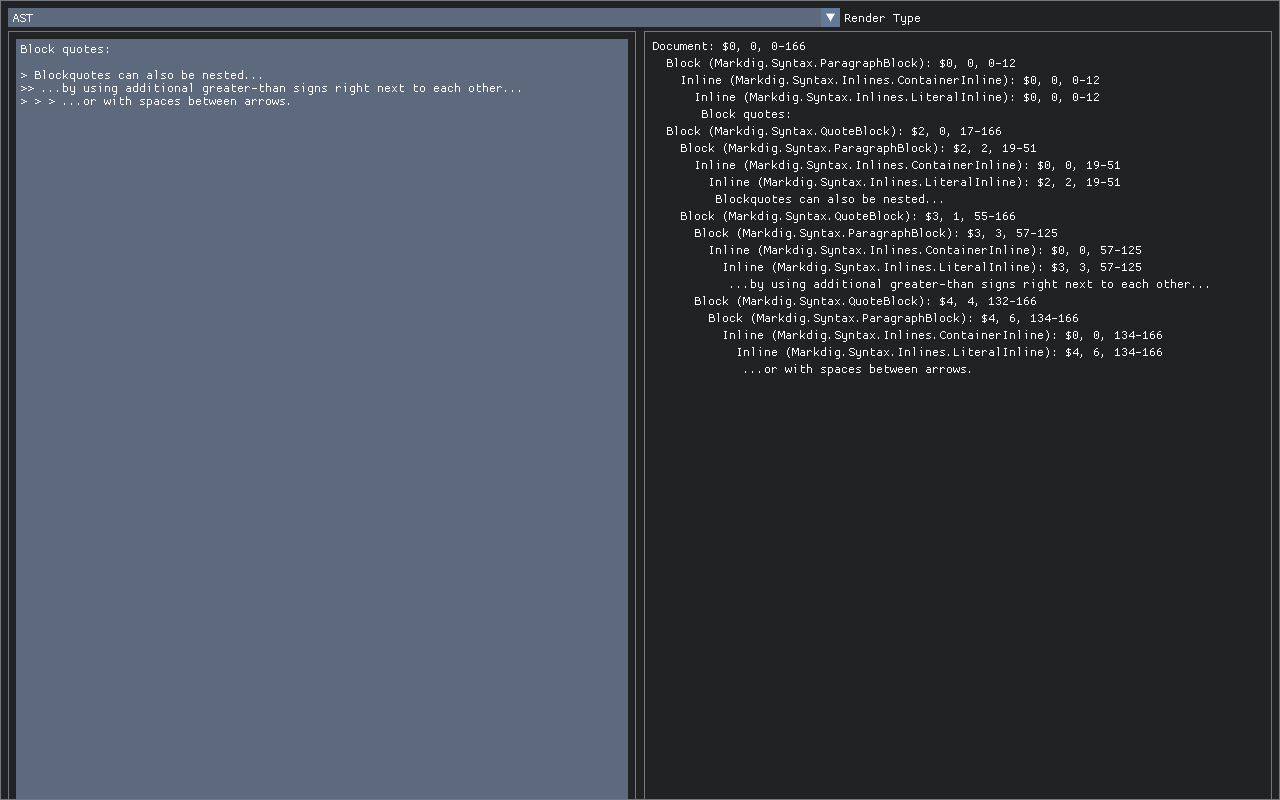 AST
Render Type
Block quotes:
> Blockquotes can also be nested...
>> ...by using additional greater-than signs right next to each other...
> > > ...or with spaces between arrows.
Document: $0, 0, 0-166
Block (Markdig.Syntax.ParagraphBlock): $0, 0, 0-12
Inline (Markdig.Syntax.Inlines.ContainerInline): $0, 0, 0-12
Inline (Markdig.Syntax.Inlines.LiteralInline): $0, 0, 0-12
Block quotes:
Block (Markdig.Syntax.QuoteBlock): $2, 0, 17-166
Block (Markdig.Syntax.ParagraphBlock): $2, 2, 19-51
Inline (Markdig.Syntax.Inlines.ContainerInline): $0, 0, 19-51
Inline (Markdig.Syntax.Inlines.LiteralInline): $2, 2, 19-51
Blockquotes can also be nested...
Block (Markdig.Syntax.QuoteBlock): $3, 1, 55-166
Block (Markdig.Syntax.ParagraphBlock): $3, 3, 57-125
Inline (Markdig.Syntax.Inlines.ContainerInline): $0, 0, 57-125
Inline (Markdig.Syntax.Inlines.LiteralInline): $3, 3, 57-125
...by using additional greater-than signs right next to each other...
Block (Markdig.Syntax.QuoteBlock): $4, 4, 132-166
Block (Markdig.Syntax.ParagraphBlock): $4, 6, 134-166
Inline (Markdig.Syntax.Inlines.ContainerInline): $0, 0, 134-166
Inline (Markdig.Syntax.Inlines.LiteralInline): $4, 6, 134-166
...or with spaces between arrows.